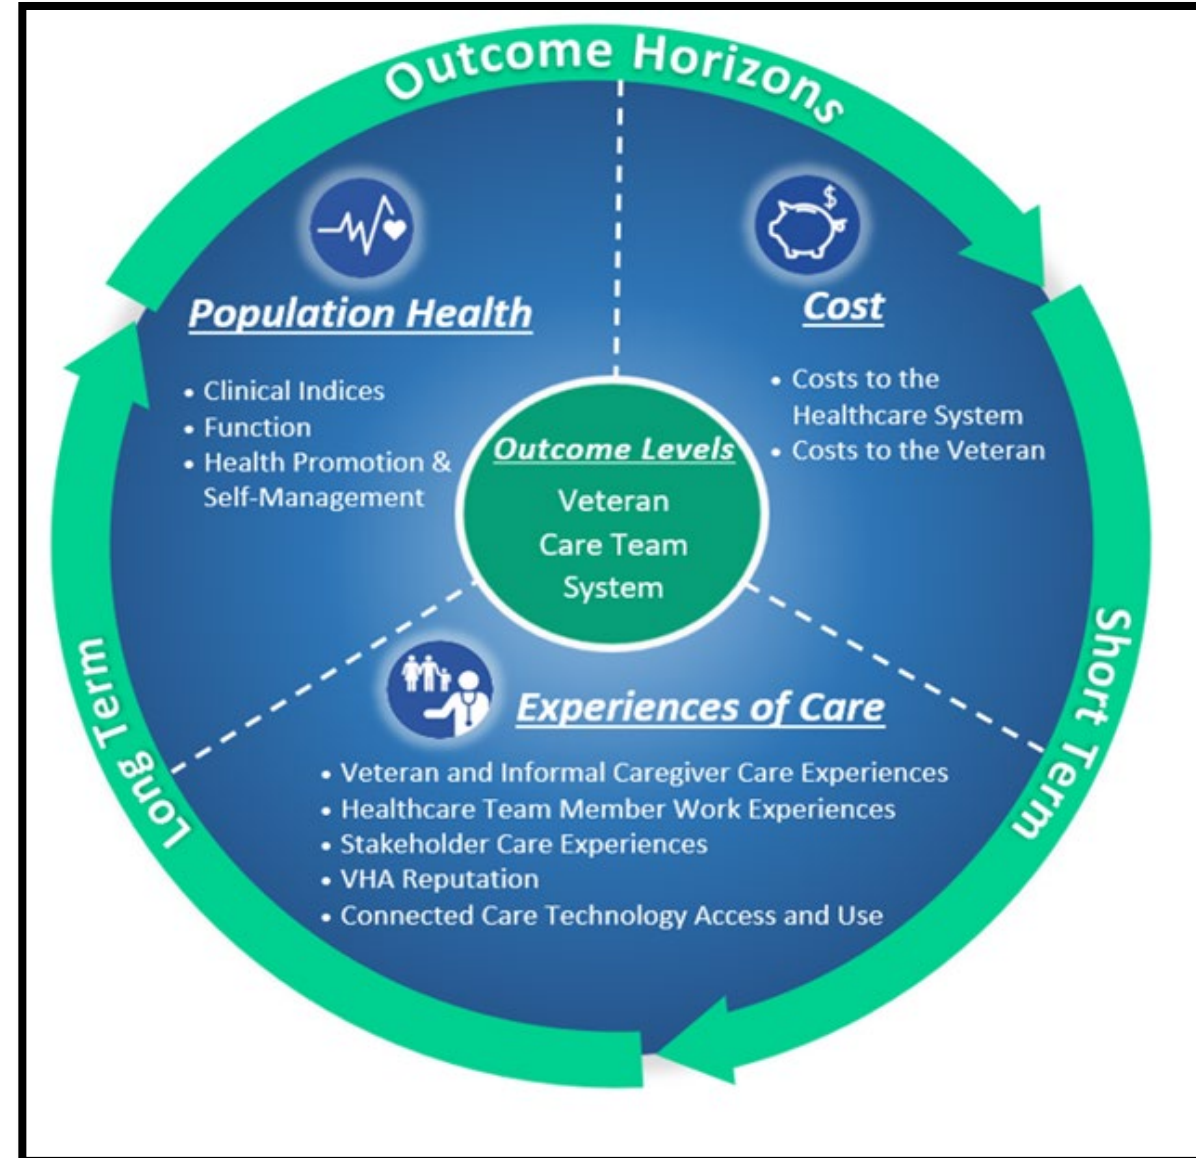 Outcome Horizons
Population Health
• Clinical Indices
• Function
• Health Promotion &
Self-Management
$
Cost
• Costs to the
Healthcare System
• Costs to the Veteran
Outcome Levels
Veteran
Care Team
System
Experiences of Care
• Veteran and Informal Caregiver Care Experiences
• Healthcare Team Member Work Experiences
• Stakeholder Care Experiences
• VHA Reputation
• Connected Care Technology Access and Use
Short Term
Long Term